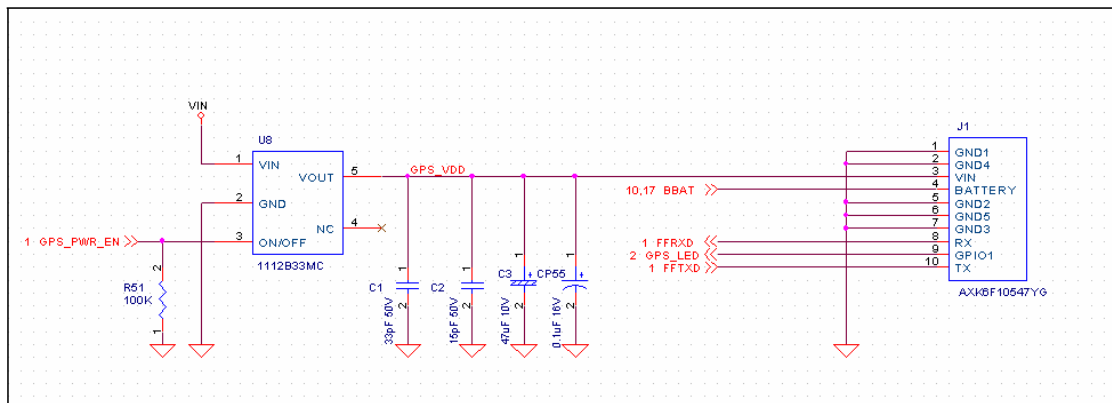 VIN
U8
1 VIN
VOUT 5
GPS_VDD
2 GND
NC 4
1 GPS_PWR_EN
3 ON/OFF
1112B33MC
2
R51
100K
1
1
C1
2
33pF 50V
1
C2
2
15pF 50V
1
C3
+
2
47uF 10V
1
CP55
+
2
0.1uF 16V
J1
1 GND1
2 GND4
3 VIN
10,17 BBAT
4 BATTERY
5 GND2
6 GND5
7 GND3
1 FFRXD
8 RX
2 GPS_LED
9 GPIO1
1 FFTXD
10 TX
AXK6F10547YG